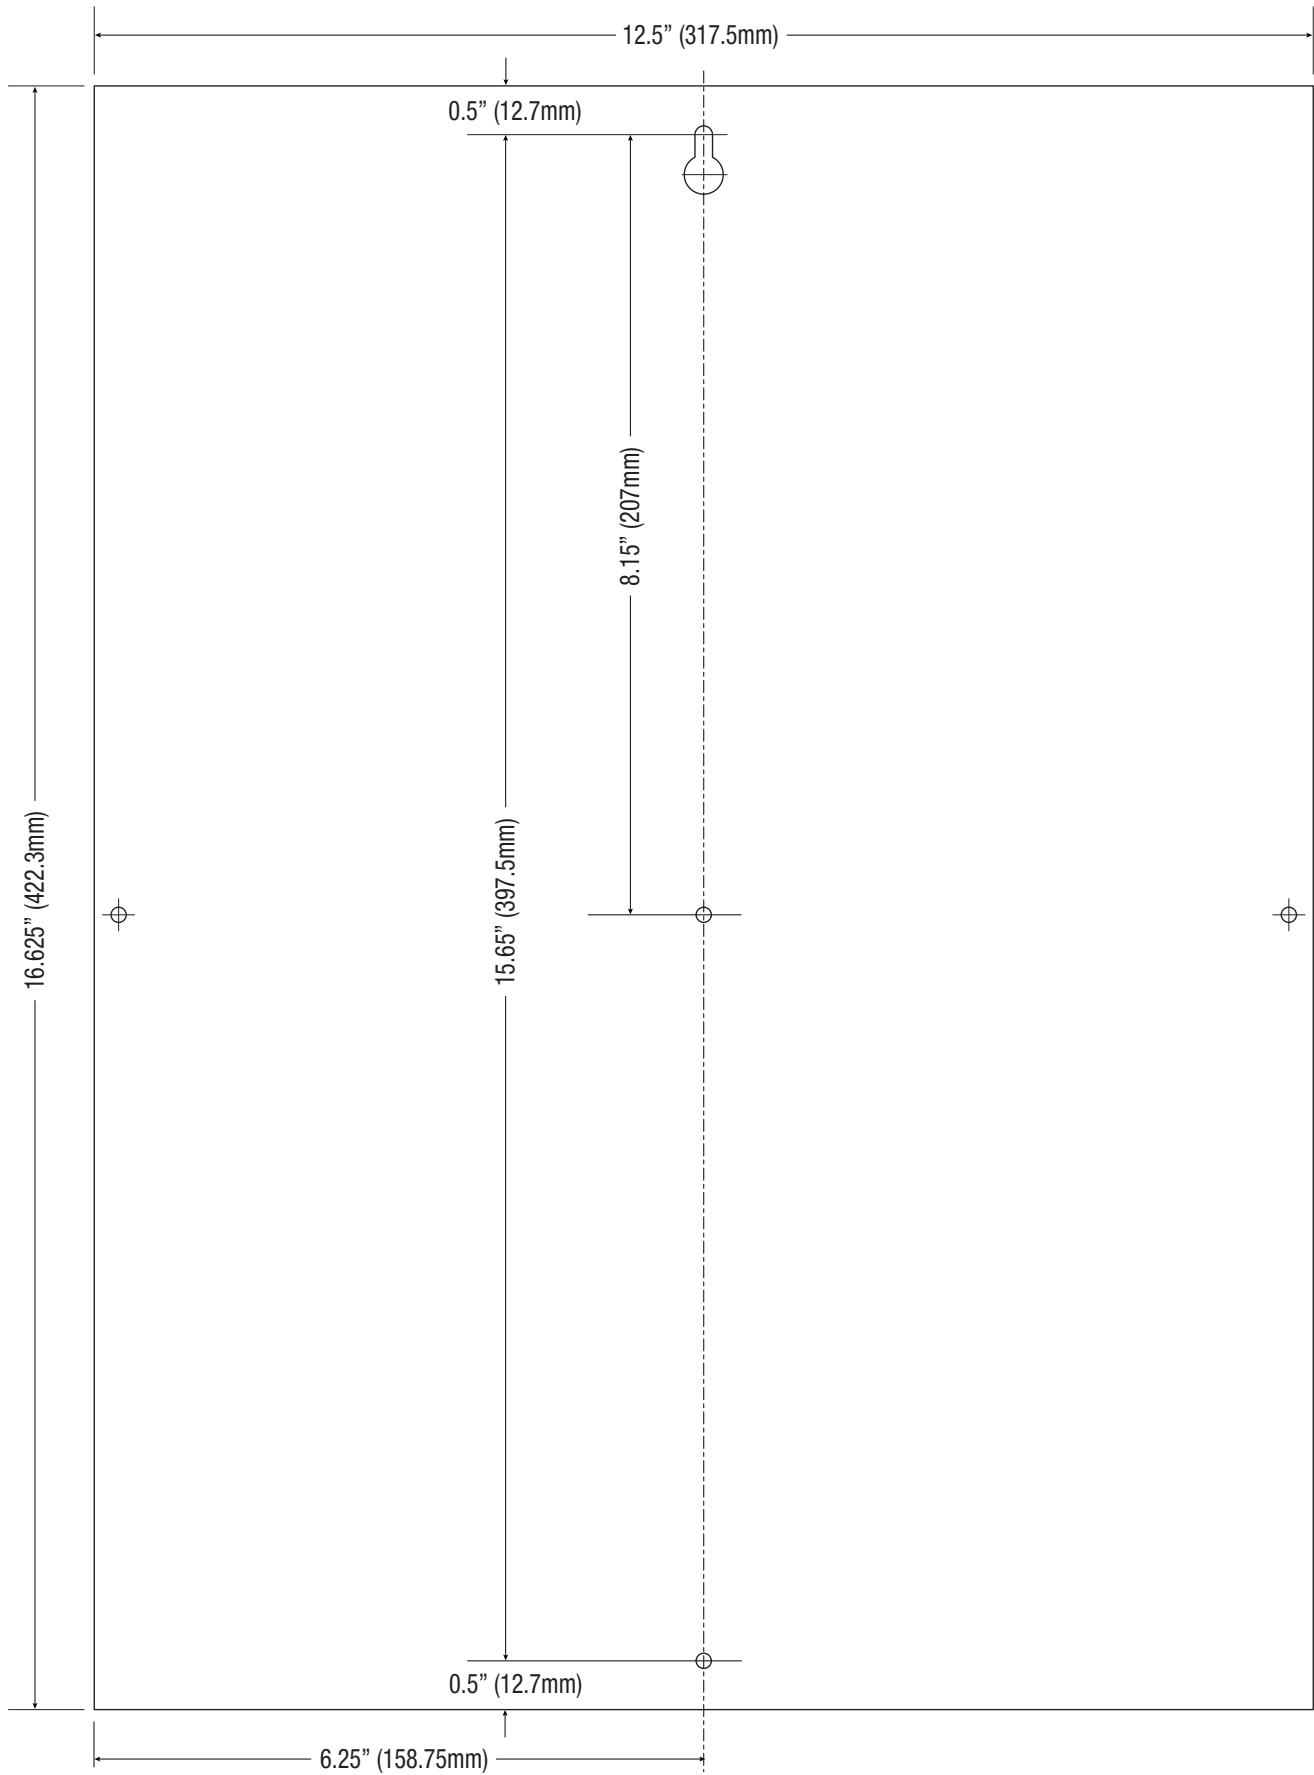 12.5” (317.5mm)
0.5” (12.7mm)
8.15” (207mm)
15.65” (397.5mm)
16.625” (422.3mm)
0.5” (12.7mm)
6.25” (158.75mm)